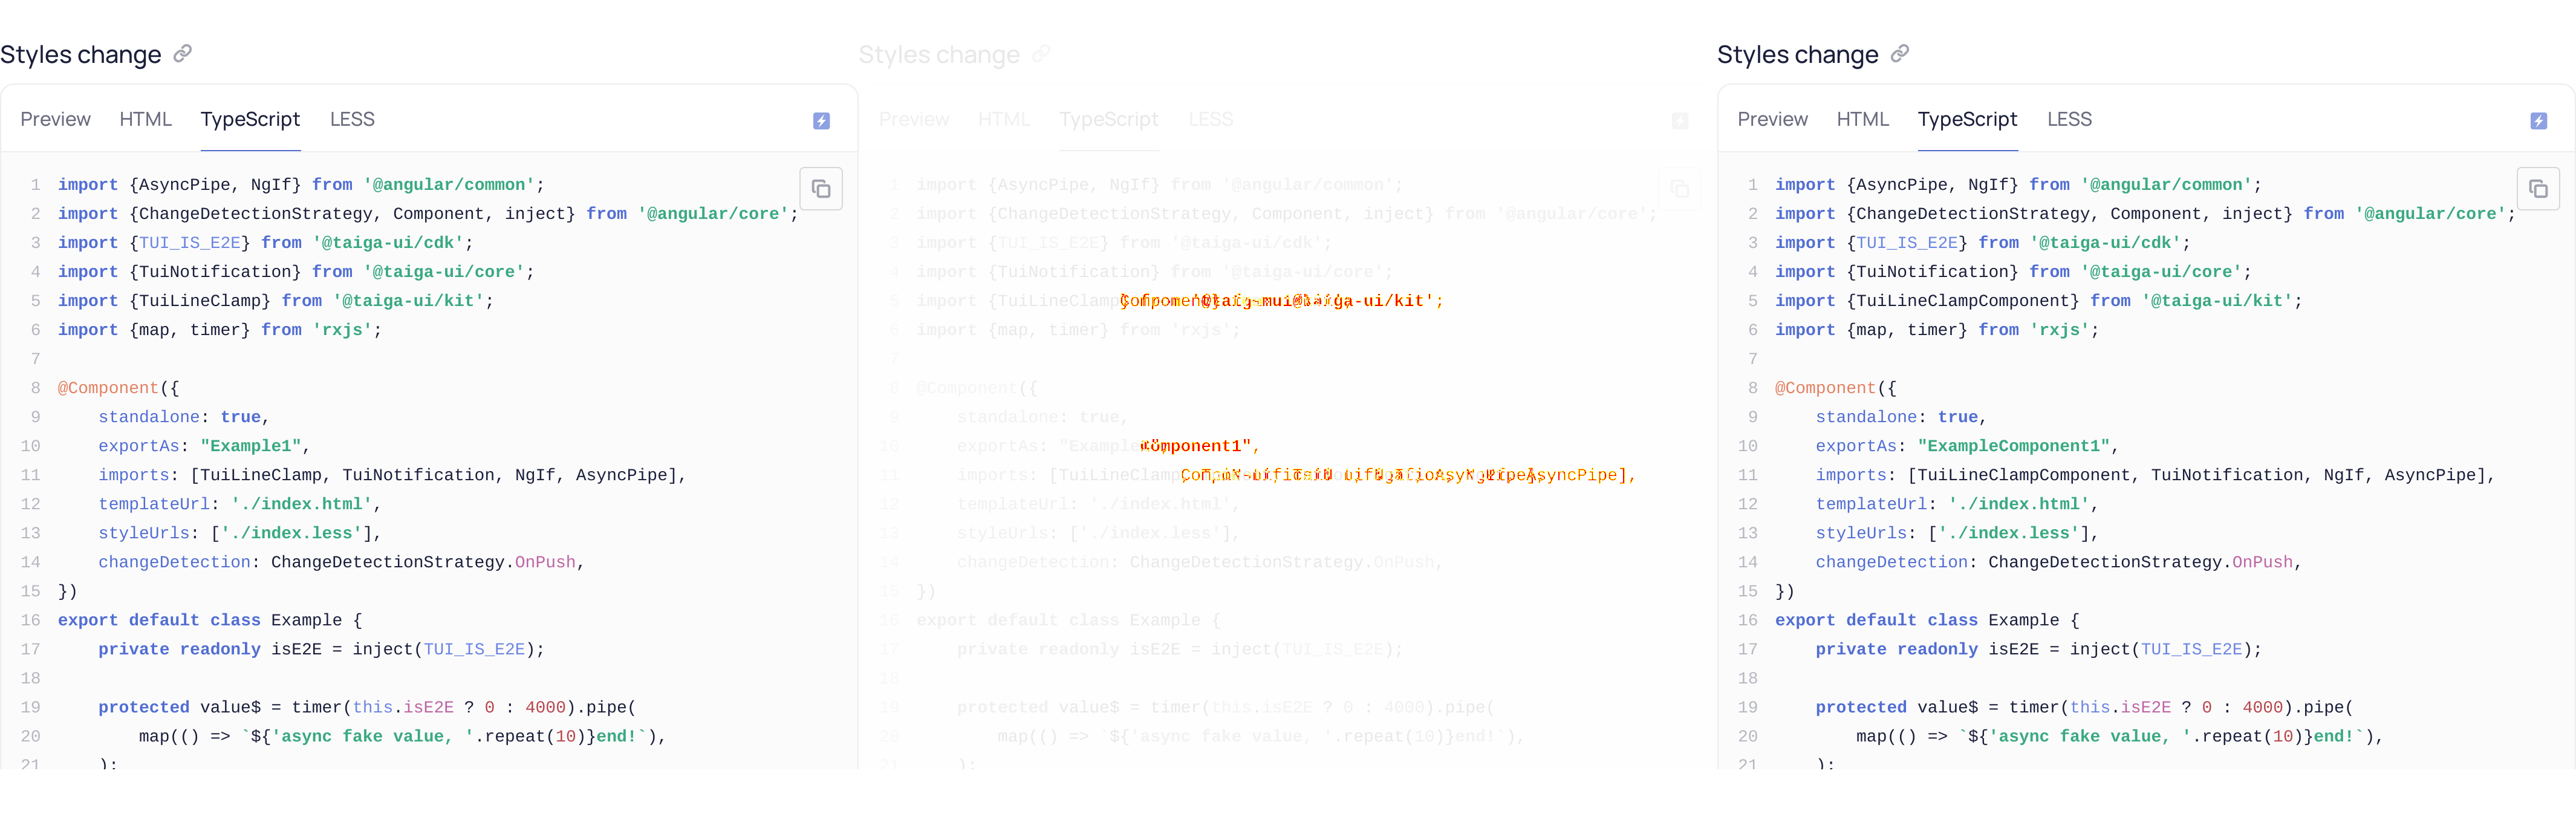 Styles change
Preview HTML TypeScript LESS
1 import {AsyncPipe, NgIf} from '@angular/common';
2 import {ChangeDetectionStrategy, Component, inject} from '@angular/core';
3 import {TUI_IS_E2E} from '@taiga-ui/cdk';
4 import {TuiNotification} from '@taiga-ui/core';
5 import {TuiLineClamp} from '@taiga-ui/kit';
6 import {map, timer} from 'rxjs';
7
8 @Component({
9 standalone: true,
10 exportAs: "Example1",
11 imports: [TuiLineClamp, TuiNotification, NgIf, AsyncPipe],
12 templateUrl: './index.html',
13 styleUrls: ['./index.less'],
14 changeDetection: ChangeDetectionStrategy.OnPush,
15 })
16 export default class Example {
17 private readonly isE2E = inject(TUI_IS_E2E);
18
19 protected value$ = timer(this.isE2E ? 0 : 4000).pipe(
20 map(() => `${'async fake value, '.repeat(10)}end!`),
21 );
Styles change
Preview HTML TypeScript LESS
1 import {AsyncPipe, NgIf} from '@angular/common';
2 import {ChangeDetectionStrategy, Component, inject} from '@angular/core';
3 import {TUI_IS_E2E} from '@taiga-ui/cdk';
4 import {TuiNotification} from '@taiga-ui/core';
5 import {TuiLineClamp
6 import {map, timer} from 'rxjs';
7
8 @Component({
9 standalone: true,
10 exportAs: "Example
11 imports: [TuiLineClamp
12 templateUrl: './index.html',
13 styleUrls: ['./index.less'],
14 changeDetection: ChangeDetectionStrategy.OnPush,
15 })
16 export default class Example {
17 private readonly isE2E = inject(TUI_IS_E2E);
18
19 protected value$ = timer(this.isE2E ? 0 : 4000).pipe(
20 map(() => `${'async fake value, '.repeat(10)}end!`),
21 );
Styles change
Preview HTML TypeScript LESS
1 import {AsyncPipe, NgIf} from '@angular/common';
2 import {ChangeDetectionStrategy, Component, inject} from '@angular/core';
3 import {TUI_IS_E2E} from '@taiga-ui/cdk';
4 import {TuiNotification} from '@taiga-ui/core';
5 import {TuiLineClampComponent} from '@taiga-ui/kit';
6 import {map, timer} from 'rxjs';
7
8 @Component({
9 standalone: true,
10 exportAs: "ExampleComponent1",
11 imports: [TuiLineClampComponent, TuiNotification, NgIf, AsyncPipe],
12 templateUrl: './index.html',
13 styleUrls: ['./index.less'],
14 changeDetection: ChangeDetectionStrategy.OnPush,
15 })
16 export default class Example {
17 private readonly isE2E = inject(TUI_IS_E2E);
18
19 protected value$ = timer(this.isE2E ? 0 : 4000).pipe(
20 map(() => `${'async fake value, '.repeat(10)}end!`),
21 );